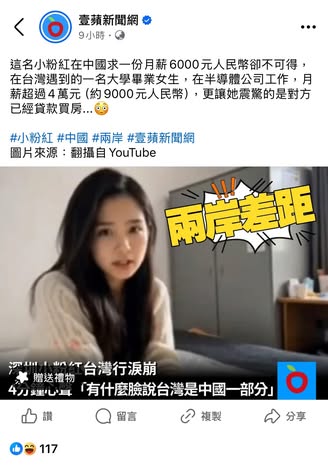 壹蘋新聞網
9小時・
這名小粉紅在中國求一份月薪6000元人民幣卻不可得，
在台灣遇到的一名大學畢業女生，在半導體公司工作，月
薪超過4萬元（約9000元人民幣），更讓她震驚的是對方
已經貸款買房...
#小粉紅 #中國 #兩岸 #壹蘋新聞網
圖片來源：翻攝自YouTube
兩岸差距
深圳小粉紅台灣行淚崩
贈送禮物
4分鐘心聲「有什麼臉說台灣是中國一部分」
讚 留言 複製 分享
117